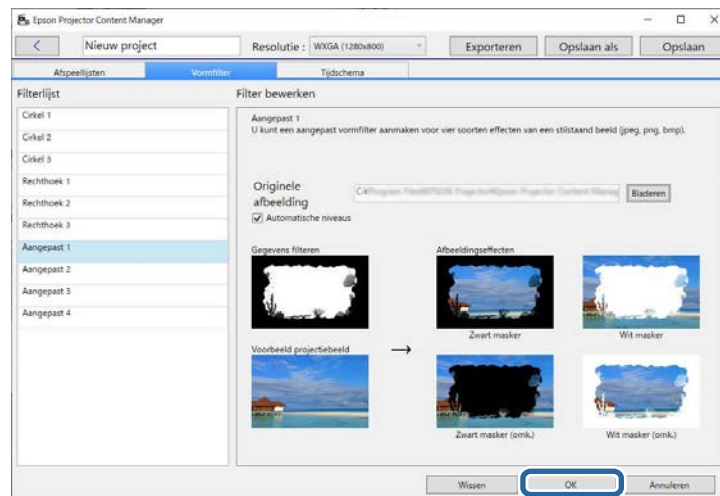 Epson Projector Content Manager
Nieuw project
Resolutie : WXGA (1280x800)
Exporteren
Opslaan als
Opslaan
Afspeellijsten
Vormfilter
Tijdschema
Filterlijst
Cirkel 1
Cirkel 2
Cirkel 3
Rechthoek 1
Rechthoek 2
Rechthoek 3
Aangepast 1
Aangepast 2
Aangepast 3
Aangepast 4
Filter bewerken
Aangepast 1
U kunt een aangepast vormfilter aanmaken voor vier soorten effecten van een stilstaand beeld (jpeg, png, bmp).
Originele
afbeelding
Bladeren
Automatische niveaus
Gegevens filteren
Afbeeldingseffecten
Zwart masker
Wit masker
Voorbeeld projectiebeeld
→
Zwart masker (omk.)
Wit masker (omk.)
Wissen
OK
Annuleren